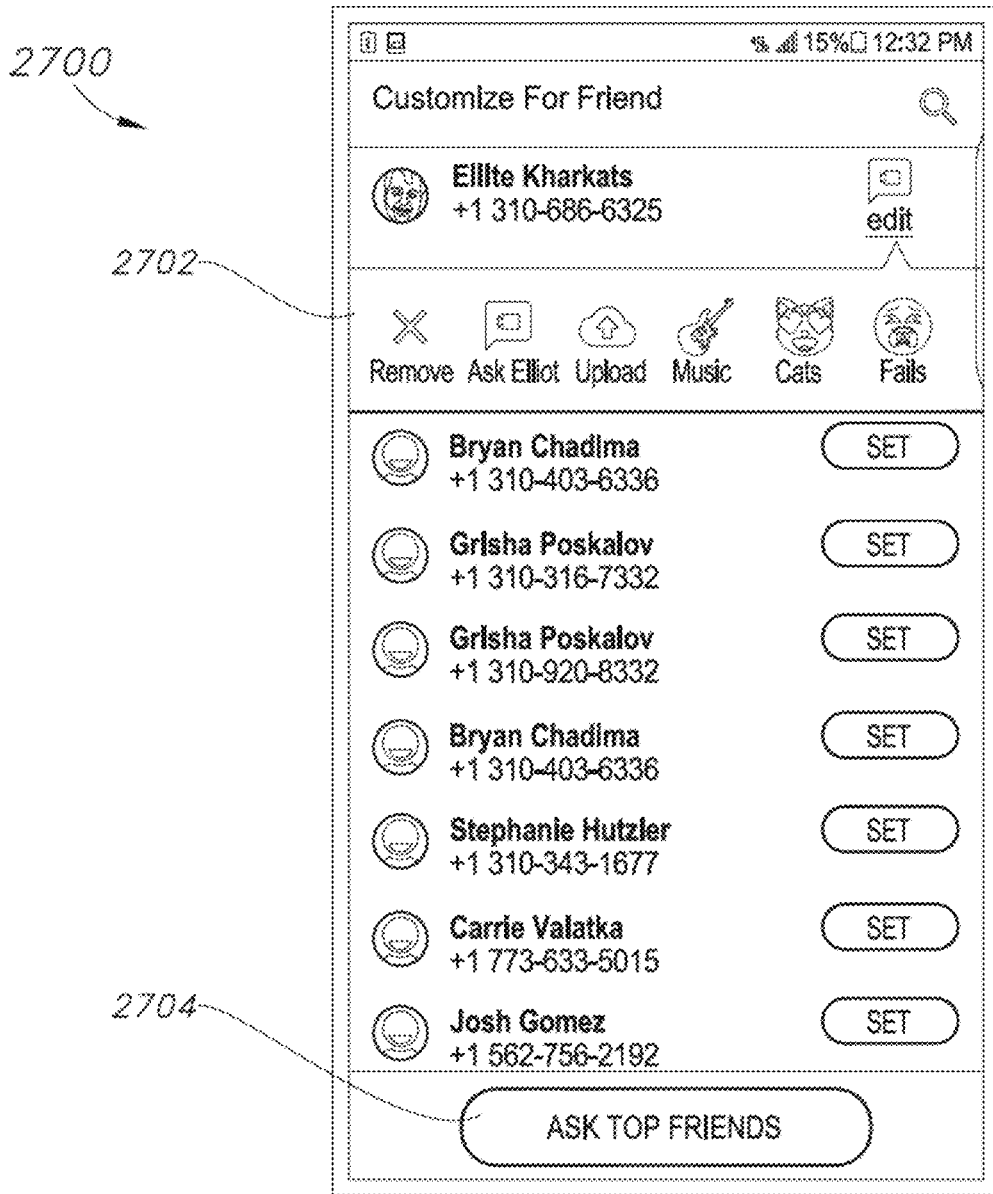 2700
15% 12:32 PM
Customize For Friend
Elllte Kharkats
+1 310-686-6325
edit
2702
Remove Ask Elliot Upload Music Cats Fails
Bryan Chadima SET
+1 310-403-6336
Grisha Poskalov SET
+1 310-316-7332
Grisha Poskalov SET
+1 310-920-8332
Bryan Chadima SET
+1 310-403-6336
Stephanie Hutzler SET
+1 310-343-1677
Carrie Valatka SET
+1 773-633-5015
2704
Josh Gomez SET
+1 562-756-2192
ASK TOP FRIENDS